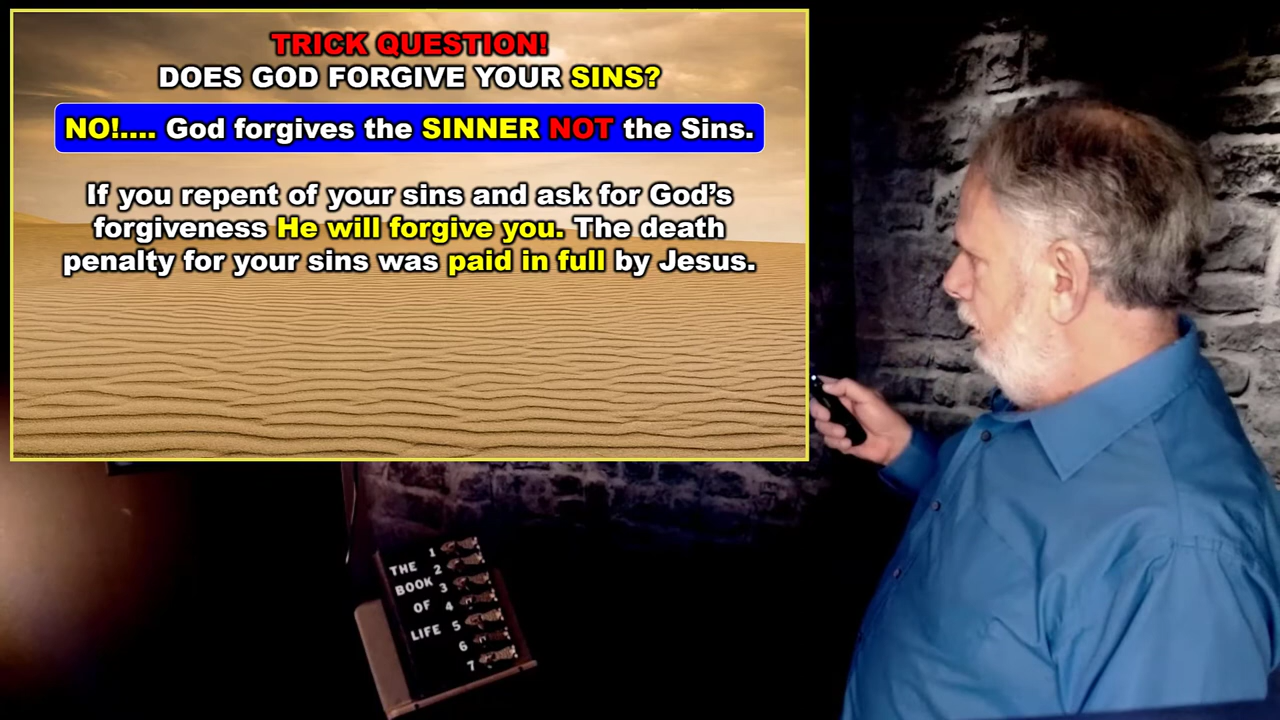 TRICK QUESTION!
DOES GOD FORGIVE YOUR SINS?
NO!.... God forgives the SINNER NOT the Sins.
If you repent of your sins and ask for God’s
forgiveness He will forgive you. The death
penalty for your sins was paid in full by Jesus.
THE
BOOK
OF
LIFE
1
2
3
4
5
6
7